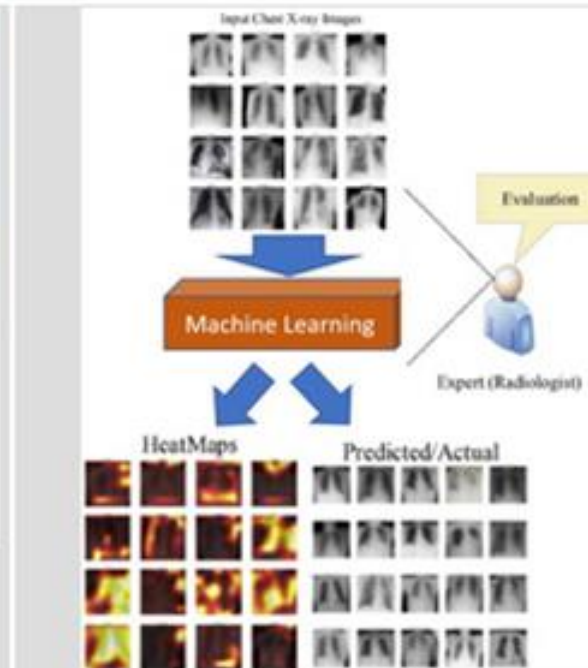 Input Chest X-ray Images
Evaluation
Machine Learning
Expert (Radiologist)
HeatMaps
Predicted/Actual